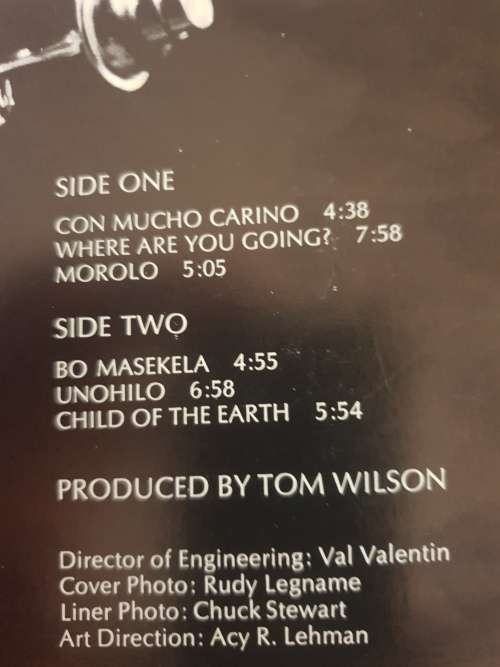 SIDE ONE
CON MUCHO CARINO 4:38
WHERE ARE YOU GOING? 7:58
MOROLO 5:05
SIDE TWO
BO MASEKELA 4:55
UNOHILO 6:58
CHILD OF THE EARTH 5:54
PRODUCED BY TOM WILSON
Director of Engineering: Val Valentin
Cover Photo: Rudy Legname
Liner Photo: Chuck Stewart
Art Direction: Acy R. Lehman